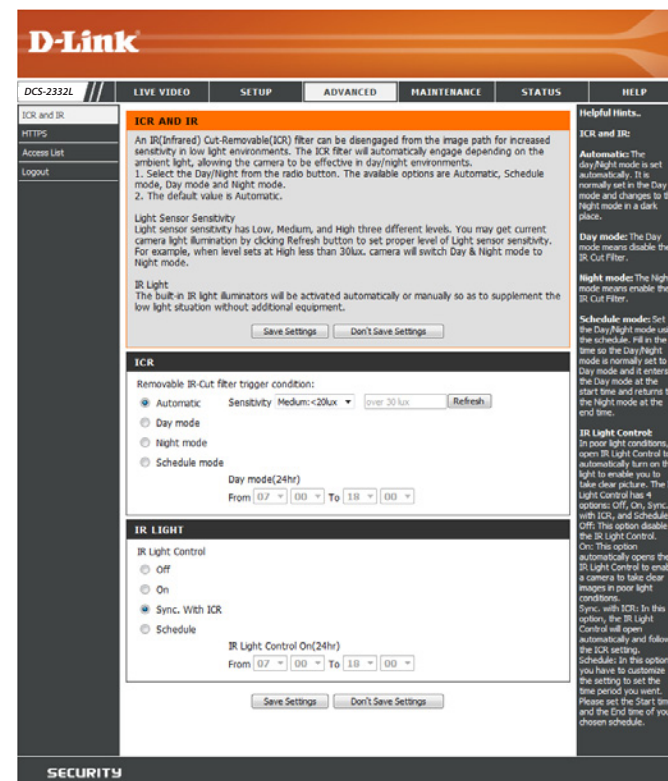 D-Link
DCS-2332L
LIVE VIDEO SETUP ADVANCED MAINTENANCE STATUS HELP
ICR and IR
HTTPS
Access List
Logout
ICR AND IR
An IR(Infrared) Cut-Removable(ICR) filter can be disengaged from the image path for increased
sensitivity in low light environments. The ICR filter will automatically engage depending on the
ambient light, allowing the camera to be effective in day/night environments.
1. Select the Day/Night from the radio button. The available options are Automatic, Schedule
mode, Day mode and Night mode.
2. The default value is Automatic.
Light Sensor Sensitivity
Light sensor sensitivity has Low, Medium, and High three different levels. You may get current
camera light illumination by clicking Refresh button to set proper level of Light sensor sensitivity.
For example, when level sets at High less than 30lux. camera will switch Day & Night mode to
Night mode.
IR Light
The built-in IR light illuminators will be activated automatically or manually so as to supplement the
low light situation without additional equipment.
Save Settings Don't Save Settings
ICR
Removable IR-Cut filter trigger condition:
Automatic Sensitivity Medum:<20lux over 30 lux Refresh
Day mode
Night mode
Schedule mode
Day mode(24hr)
From 07 00 To 18 00
IR LIGHT
IR Light Control
Off
On
Sync. With ICR
Schedule
IR Light Control On(24hr)
From 07 00 To 18 00
Save Settings Don't Save Settings
Helpful Hints..
ICR and IR:
Automatic: The
day/Night mode is set
automatically. It is
normally set in the Day
mode and changes to
Night mode in a dark
place.
Day mode: The Day
mode means disable the
IR Cut Filter.
Night mode: The
mode means enable the
IR Cut Filter.
Schedule mode: Set
the Day/Night mode
the schedule. Fill in the
time so the Day/Night
mode is normally set to
Day mode and it enters
the Day mode at the
start time and returns
the Night mode at the
end time.
IR Light Control:
In poor light conditions,
open IR Light Control
automatically turn on
light to enable you to
take clear picture. The
Light Control has 4
options: Off, On, Sync.
with ICR, and Schedule
Off: This option disable
the IR Light Control.
On: This option
automatically opens the
IR Light Control to
a camera to take clear
images in poor light
conditions.
Sync. with ICR: In this
option, the IR Light
Control will open
automatically and
the ICR setting.
Schedule: In this option
you have to customize
the setting to set the
time period you went.
Please set the Start
and the End time of
chosen schedule.
SECURITY